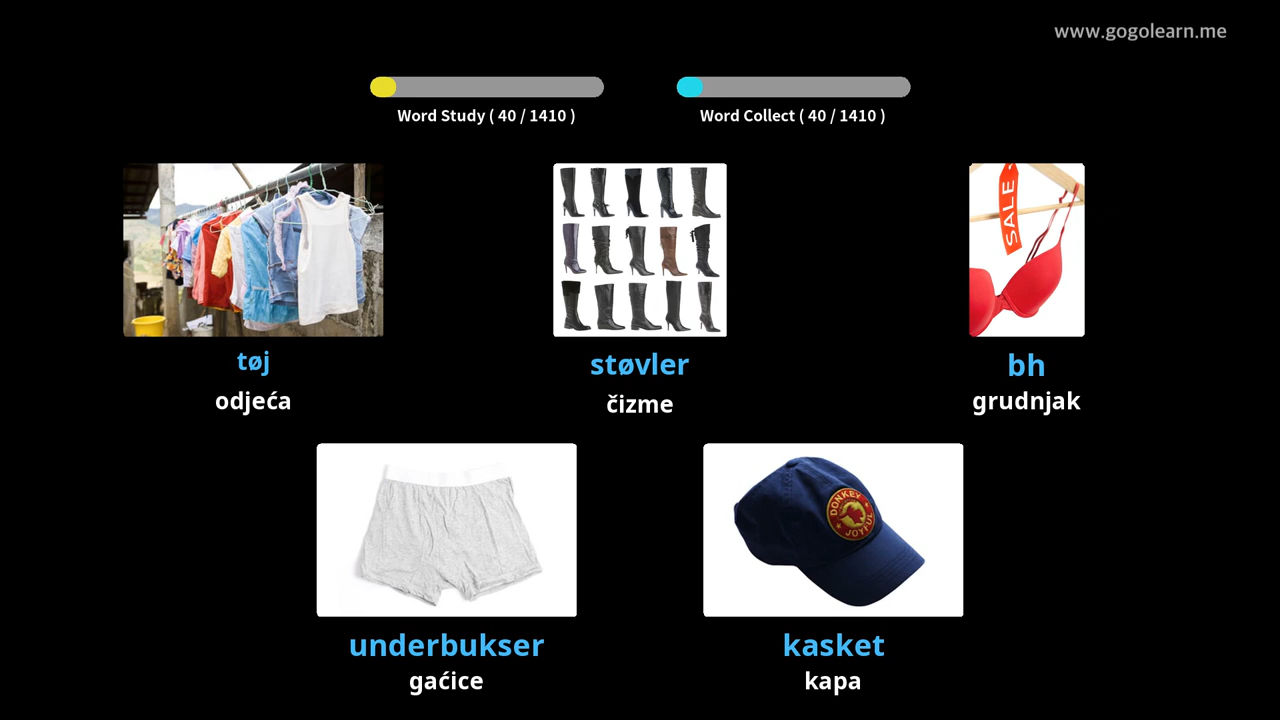 www.gogolearn.me
Word Study ( 40 / 1410 )
Word Collect ( 40 / 1410 )
SALE
tøj
odjeća
støvler
čizme
bh
grudnjak
DONKEY
JOYFUL
underbukser
gaćice
kasket
kapa